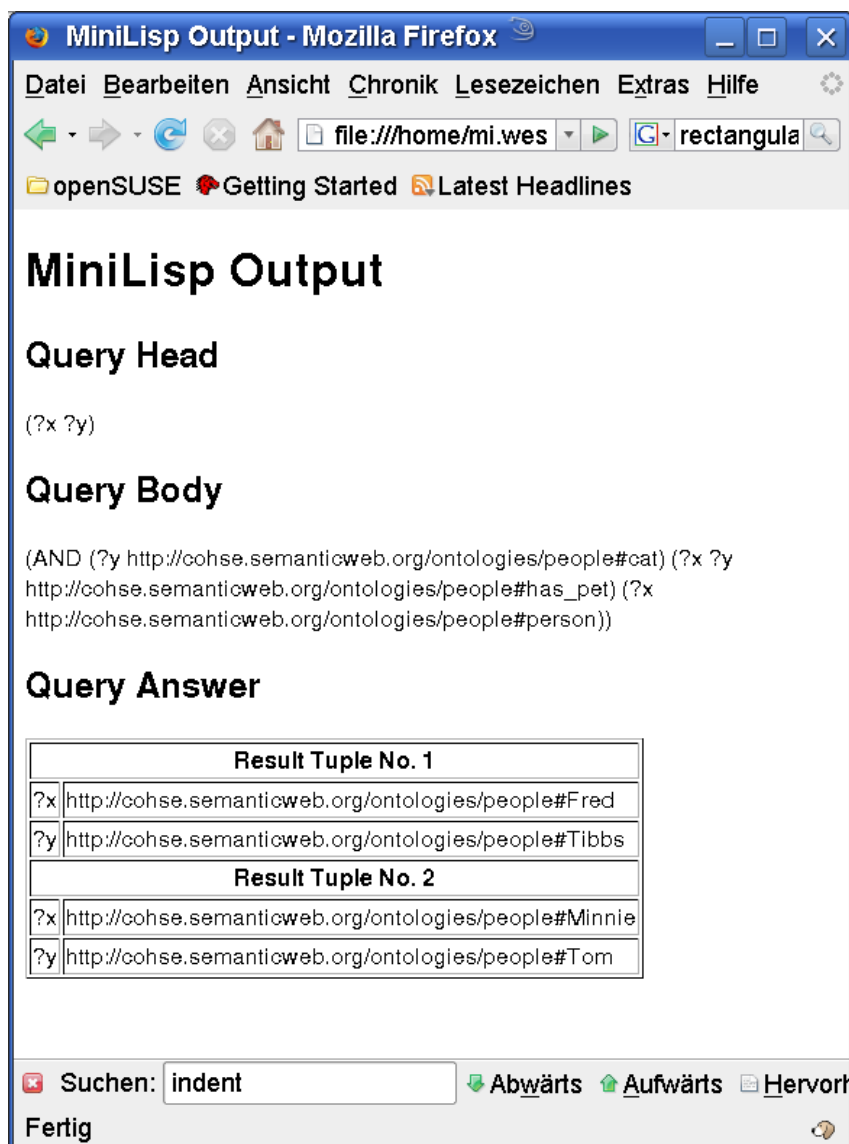 MiniLisp Output - Mozilla Firefox
Datei Bearbeiten Ansicht Chronik Lesezeichen Extras Hilfe
file:///home/mi.wes G rectangula
openSUSE Getting Started Latest Headlines
MiniLisp Output
Query Head
(?x ?y)
Query Body
(AND (?y http://cohse.semanticweb.org/ontologies/people#cat) (?x ?y
http://cohse.semanticweb.org/ontologies/people#has_pet) (?x
http://cohse.semanticweb.org/ontologies/people#person))
Query Answer
Result Tuple No. 1
?x http://cohse.semanticweb.org/ontologies/people#Fred
?y http://cohse.semanticweb.org/ontologies/people#Tibbs
Result Tuple No. 2
?x http://cohse.semanticweb.org/ontologies/people#Minnie
?y http://cohse.semanticweb.org/ontologies/people#Tom
Suchen: indent Abwärts Aufwärts Hervorh
Fertig